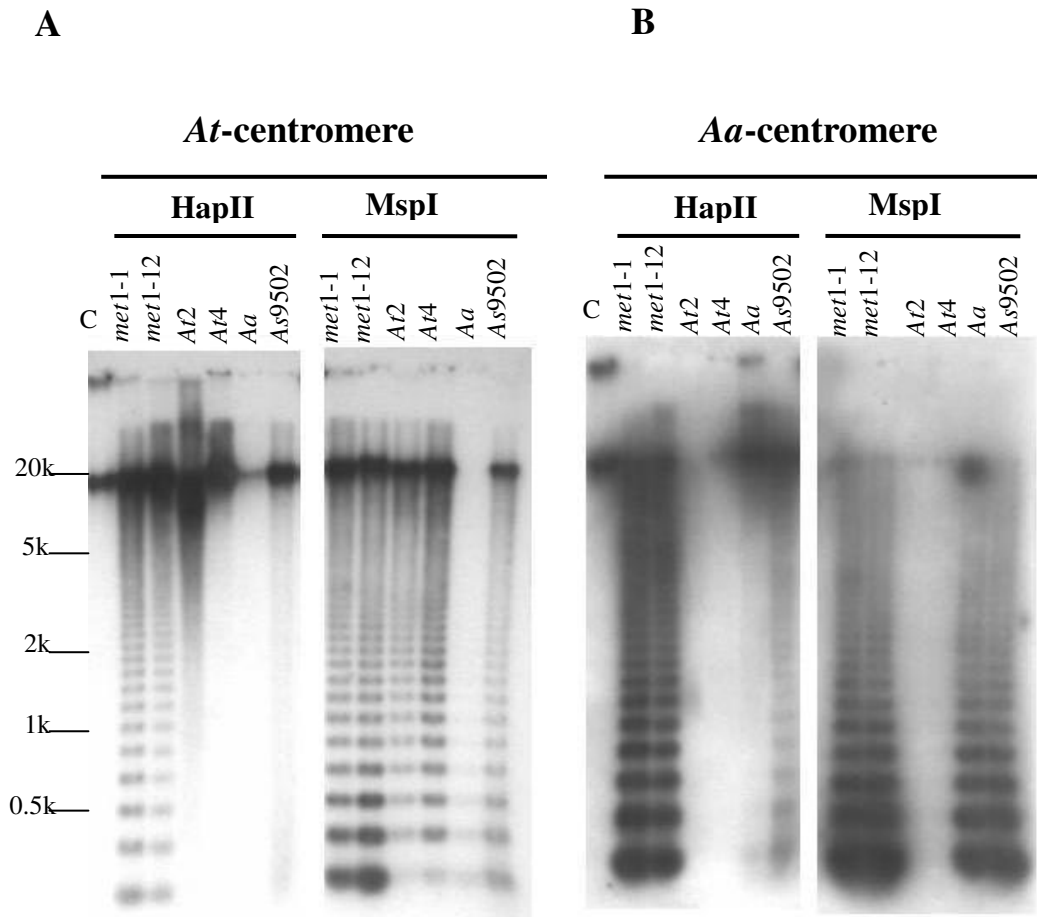 A
B
At-centromere
Aa-centromere
HapII
MspI
HapII
MspI
C
met1-1
met1-12
At2
At4
Aa
As9502
met1-1
met1-12
At2
At4
Aa
As9502
C
met1-1
met1-12
At2
At4
Aa
As9502
met1-1
met1-12
At2
At4
Aa
As9502
20k
5k
2k
1k
0.5k